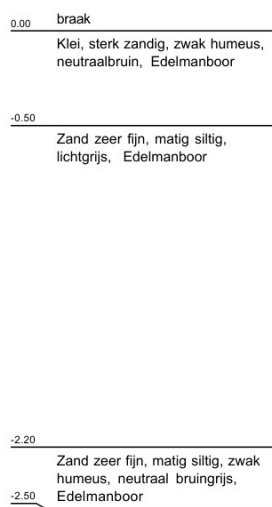 0.00 braak
Klei, sterk zandig, zwak humeus,
neutraalbruin, Edelmanboor
-0.50
Zand zeer fijn, matig siltig,
lichtgrijs, Edelmanboor
-2.20
Zand zeer fijn, matig siltig, zwak
humeus, neutraal bruingrijs,
-2.50 Edelmanboor